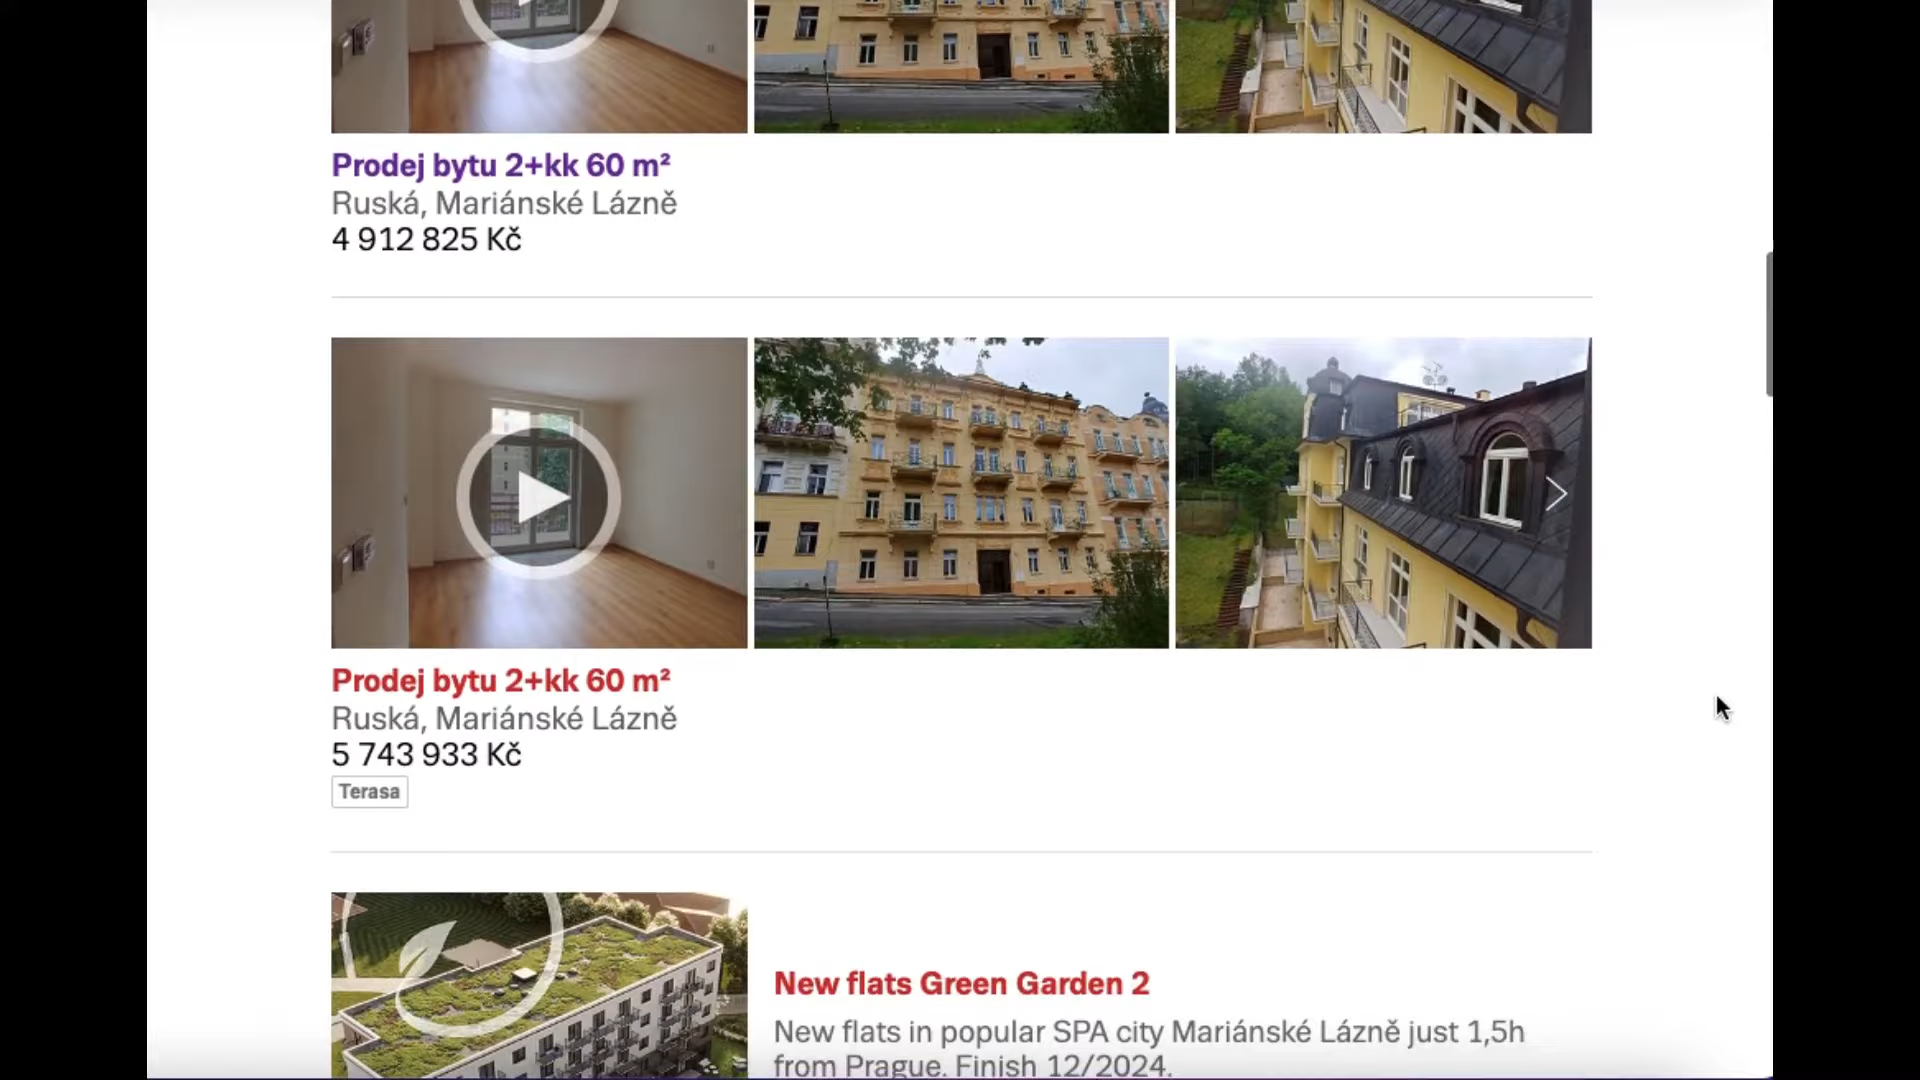 Prodej bytu 2+kk 60 m²
Ruská, Mariánské Lázně
4 912 825 Kč
Prodej bytu 2+kk 60 m²
Ruská, Mariánské Lázně
5 743 933 Kč
Terasa
New flats Green Garden 2
New flats in popular SPA city Mariánské Lázně just 1,5h
from Prague. Finish 12/2024.